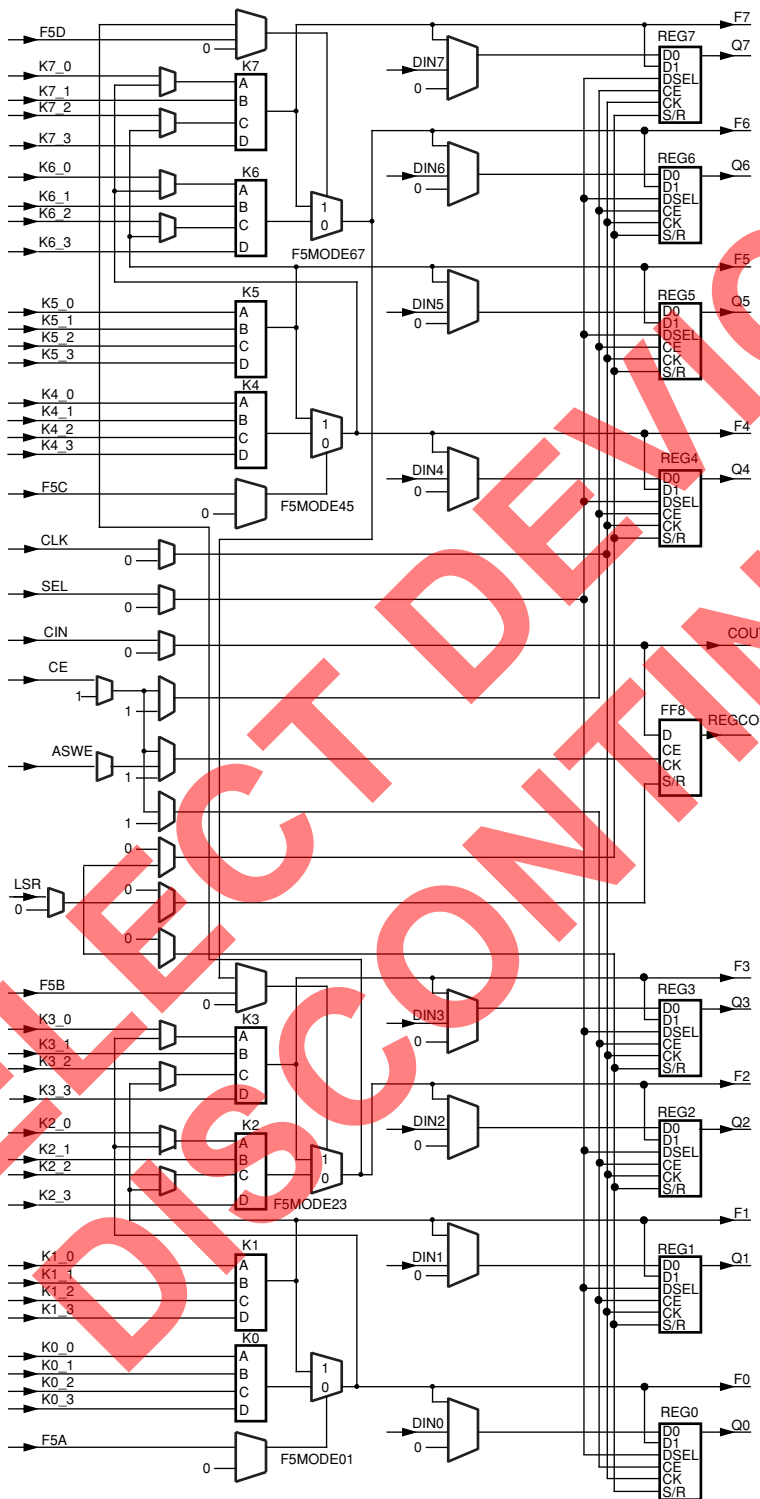 F7
F5D
REG7
0
Q7
K7_0
K7
D0
D1
DIN7
A
DSEL
K7_1
B
0
CE
K7_2
CK
C
S/R
F6
K7_3
D
REG6
K6_0
K6
Q6
D0
DIN6
D1
A
0
DSEL
K6_1
B
1
CE
K6_2
C
CK
0
S/R
K6_3
D
F5MODE67
F5
K5
REG5
K5_0
A
DIN5
D0
Q5
K5_1
B
0
D1
DSEL
K5_2
C
CE
K5_3
D
CK
S/R
K4
K4_0
A
K4_1
B
1
F4
K4_2
C
0
REG4
K4_3
D
DIN4
D0
Q4
D1
F5C
0
DSEL
0
F5MODE45
CE
CK
CLK
S/R
0
SEL
0
CIN
COUT
0
CE
1
1
FF8
REGCO
D
ASWE
CE
1
CK
S/R
1
0
LSR
0
0
0
F3
F5B
REG3
0
Q3
K3_0
K3
D0
DIN3
D1
A
0
DSEL
K3_1
B
CE
K3_2
C
CK
S/R
K3_3
D
F2
K2_0
K2
REG2
DIN2
D0
Q2
A
D1
K2_1
B
1
0
DSEL
K2_2
C
0
CE
CK
K2_3
D
F5MODE23
S/R
F1
K1
REG1
K1_0
A
DIN1
D0
Q1
K1_1
B
0
D1
K1_2
C
DSEL
CE
K1_3
D
CK
S/R
K0
K0_0
A
K0_1
B
1
F0
K0_2
C
0
REG0
K0_3
D
DIN0
D0
Q0
D1
F5A
0
DSEL
0
F5MODE01
CE
CK
S/R
LECT DEVIC
DISCONTIN